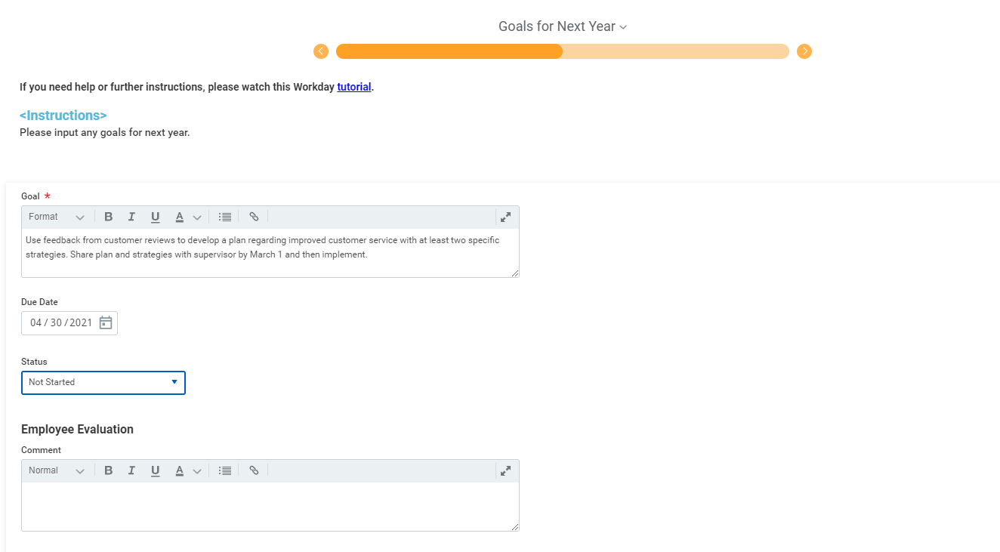 Goals for Next Year
If you need help or further instructions, please watch this Workday tutorial.
<Instructions>
Please input any goals for next year.
Goal *
Format B I U A
Use feedback from customer reviews to develop a plan regarding improved customer service with at least two specific
strategies. Share plan and strategies with supervisor by March 1 and then implement.
Due Date
04 / 30 / 2021
Status
Not Started
Employee Evaluation
Comment
Normal B I U A